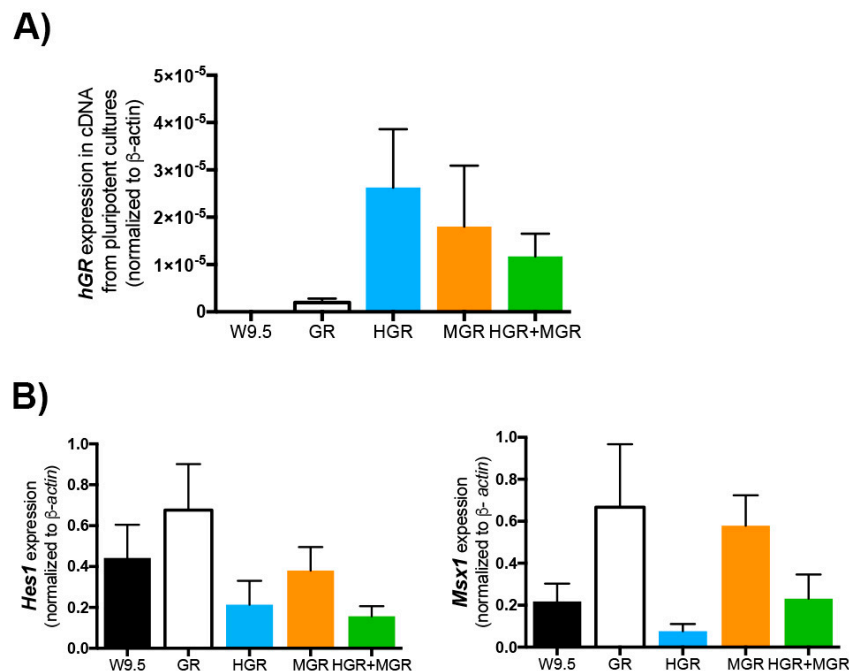 A)
hGR expression in cDNA
from pluripotent cultures
(normalized to β-actin)
5×10-5
4×10-5
3×10-5
2×10-5
1×10-5
0
W9.5 GR HGR MGR HGR+MGR
B)
Hes1 expression
(normalized to β-actin)
1.0
0.8
0.6
0.4
0.2
0.0
W9.5 GR HGR MGR HGR+MGR
Msx1 expession
(normalized to β- actin)
1.0
0.8
0.6
0.4
0.2
0.0
W9.5 GR HGR MGR HGR+MGR